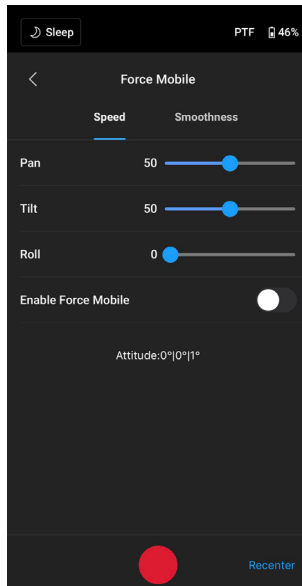 Sleep PTF 46%
Force Mobile
Speed Smoothness
Pan 50
Tilt 50
Roll 0
Enable Force Mobile
Attitude:0°|0°|1°
Recenter